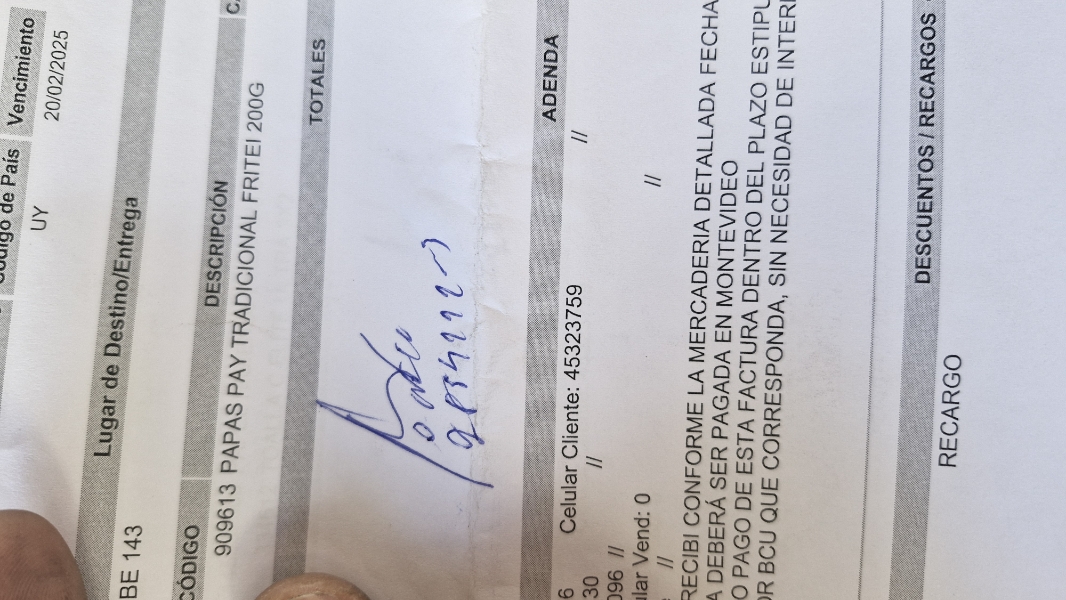 Código de País Vencimiento
UY 20/02/2025
Lugar de Destino/Entrega
BE 143
CÓDIGO DESCRIPCIÓN
909613 PAPAS PAY TRADICIONAL FRITEI 200G
TOTALES
ADENDA
6 Celular Cliente: 45323759 //
30 //
096 //
ular Vend: 0 //
//
RECIBI CONFORME LA MERCADERIA DETALLADA FECHA
A DEBERÁ SER PAGADA EN MONTEVIDEO
O PAGO DE ESTA FACTURA DENTRO DEL PLAZO ESTIPU
OR BCU QUE CORRESPONDA, SIN NECESIDAD DE INTER
DESCUENTOS / RECARGOS
RECARGO